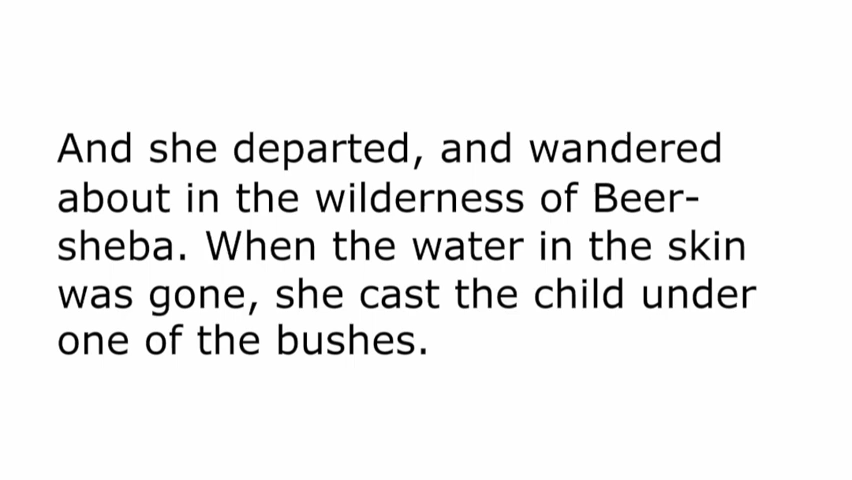 And she departed, and wandered
about in the wilderness of Beer-
sheba. When the water in the skin
was gone, she cast the child under
one of the bushes.